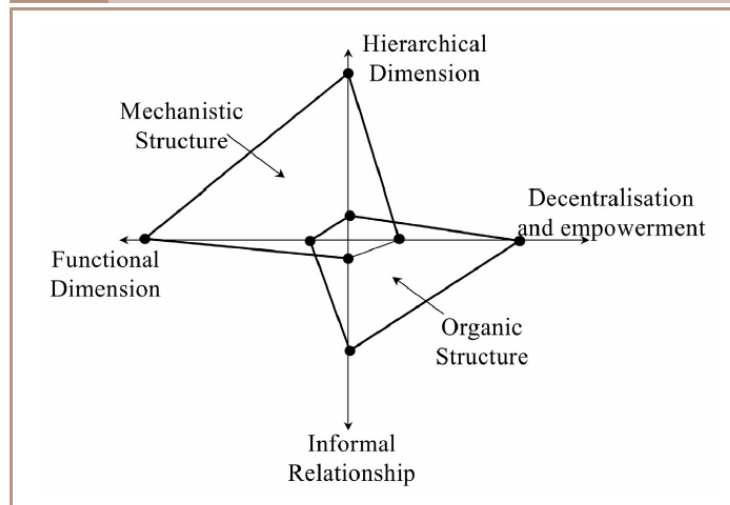 Hierarchical
Dimension
Mechanistic
Structure
Decentralisation
and empowerment
Functional
Dimension
Organic
Structure
Informal
Relationship